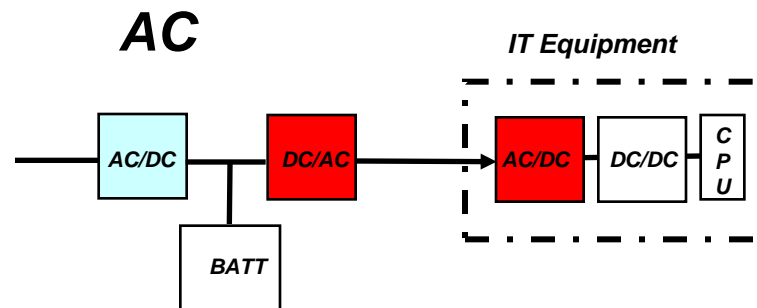 AC
IT Equipment
AC/DC
DC/AC
AC/DC
DC/DC
C
P
U
BATT